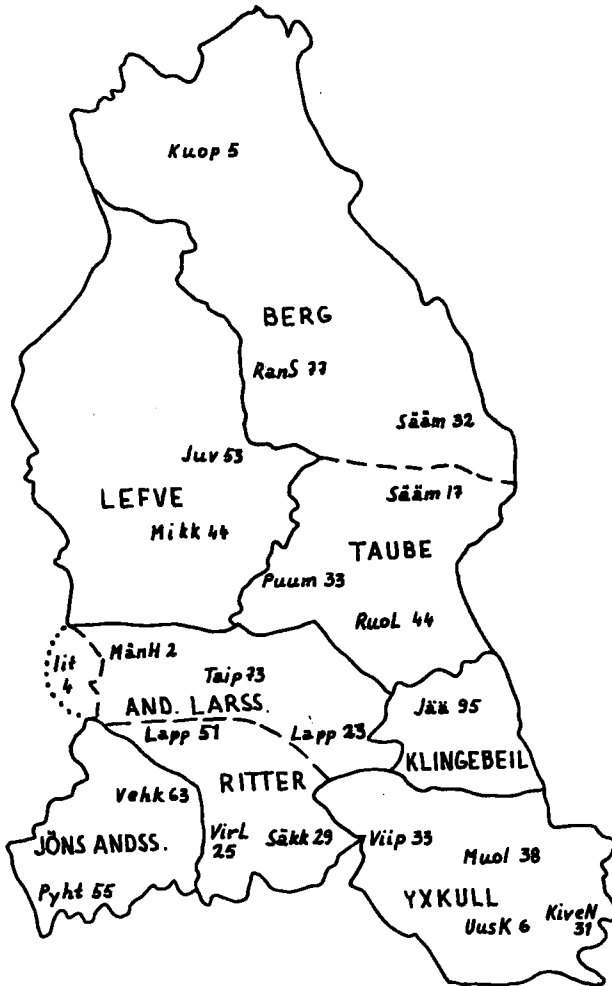 Kuop 5
BERG
RanS 77
Sääm 32
Juv 53
Sääm 17
LEFVE
Mikk 44
TAUBE
Puum 33
RuoL 44
Iit
4
MänH 2
Taip 73
Jää 95
AND. LARSS.
Lapp 51
Lapp 23
KLINGEBEIL
RITTER
Vehk 63
VirL
25
Säkk 29
Viip 33
JÖNS ANDSS.
Muol 38
Pyht 55
YXKULL
UusK 6
KiveN
31